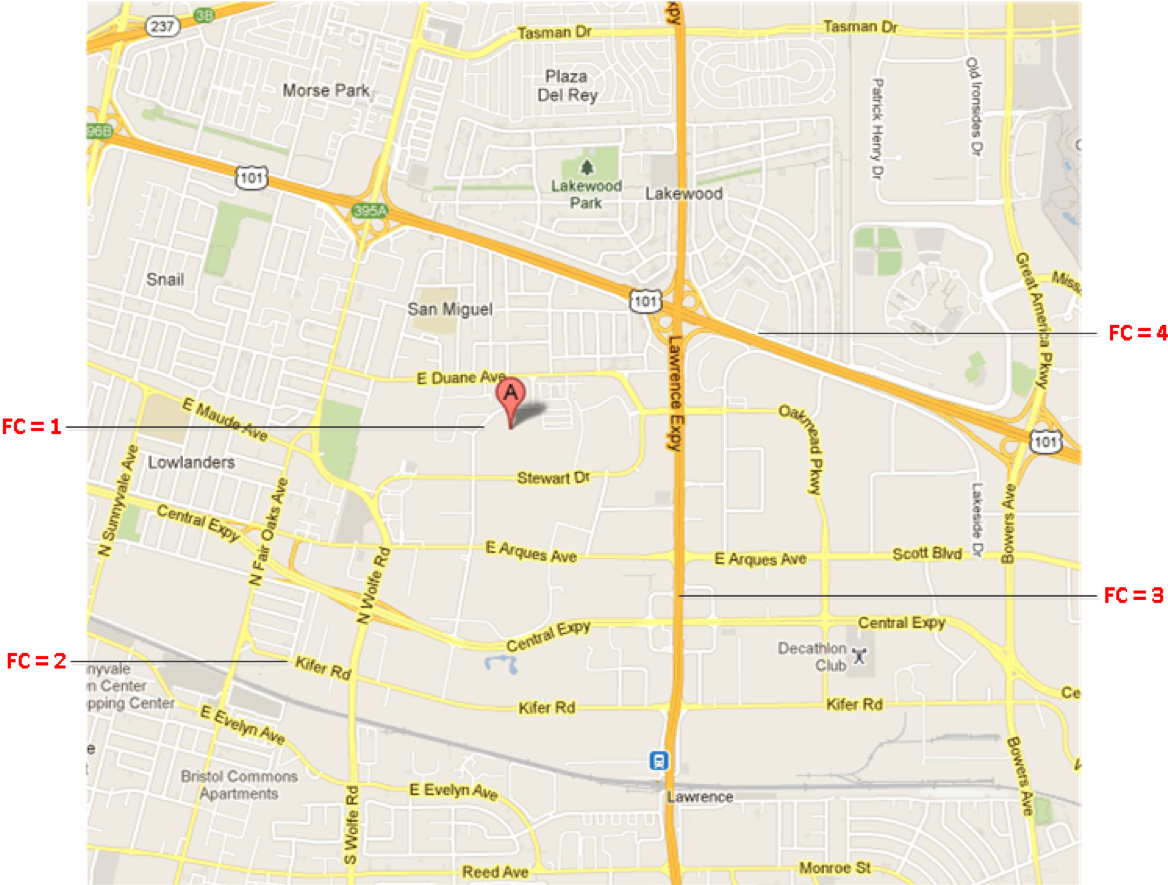 3B
237
xpy
Tasman Dr
Tasman Dr
Morse Park
Plaza
Del Rey
Old Ironsides Dr
Patrick Henry Dr
96B
101
Lakewood
Park
Lakewood
395A
Snail
San Miguel
101
Great America Pkwy
Miss
FC = 4
Lawrence Expy
E Duane Ave
A
FC = 1
E Maude Ave
Oakmead Pkwy
101
Lowlanders
N Sunnyvale Ave
Stewart Dr
Lakeside Dr
Bowers Ave
Central Expy
N Fair Oaks Ave
E Arques Ave
E Arques Ave
Scott Blvd
N Wolfe Rd
FC = 3
Central Expy
Central Expy
Decathlon
Club
FC = 2
Kifer Rd
nnyvale
n Center
pping Center
Ce
Kifer Rd
Kifer Rd
E Evelyn Ave
e
t
Bristol Commons
Apartments
E Evelyn Ave
Lawrence
Bowers Ave
S Wolfe Rd
Reed Ave
Monroe St